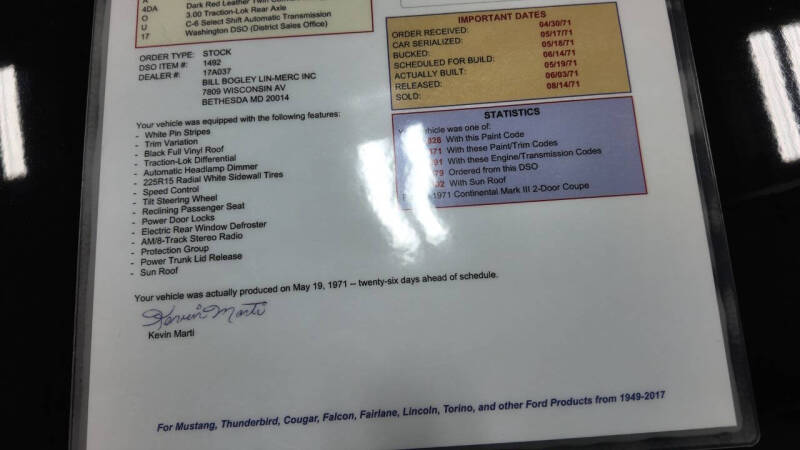 A
4DA Dark Red Leather Twin Comfort
O 3.00 Traction-Lok Rear Axle
U C-6 Select Shift Automatic Transmission
17 Washington DSO (District Sales Office)
ORDER TYPE: STOCK
DSO ITEM #: 1492
DEALER #: 17A037
BILL BOGLEY LIN-MERC INC
7809 WISCONSIN AV
BETHESDA MD 20014
Your vehicle was equipped with the following features:
- White Pin Stripes
- Trim Variation
- Black Full Vinyl Roof
- Traction-Lok Differential
- Automatic Headlamp Dimmer
- 225R15 Radial White Sidewall Tires
- Speed Control
- Tilt Steering Wheel
- Reclining Passenger Seat
- Power Door Locks
- Electric Rear Window Defroster
- AM/8-Track Stereo Radio
- Protection Group
- Power Trunk Lid Release
- Sun Roof
Your vehicle was actually produced on May 19, 1971 -- twenty-six days ahead of schedule.
Kevin Marti
Kevin Marti
IMPORTANT DATES
ORDER RECEIVED: 04/30/71
CAR SERIALIZED: 05/17/71
BUCKED: 05/18/71
SCHEDULED FOR BUILD: 06/14/71
ACTUALLY BUILT: 05/19/71
RELEASED: 06/03/71
SOLD: 08/14/71
STATISTICS
vehicle was one of:
With this Paint Code
With these Paint/Trim Codes
With these Engine/Transmission Codes
Ordered from this DSO
With Sun Roof
1971 Continental Mark III 2-Door Coupe
For Mustang, Thunderbird, Cougar, Falcon, Fairlane, Lincoln, Torino, and other Ford Products from 1949-2017